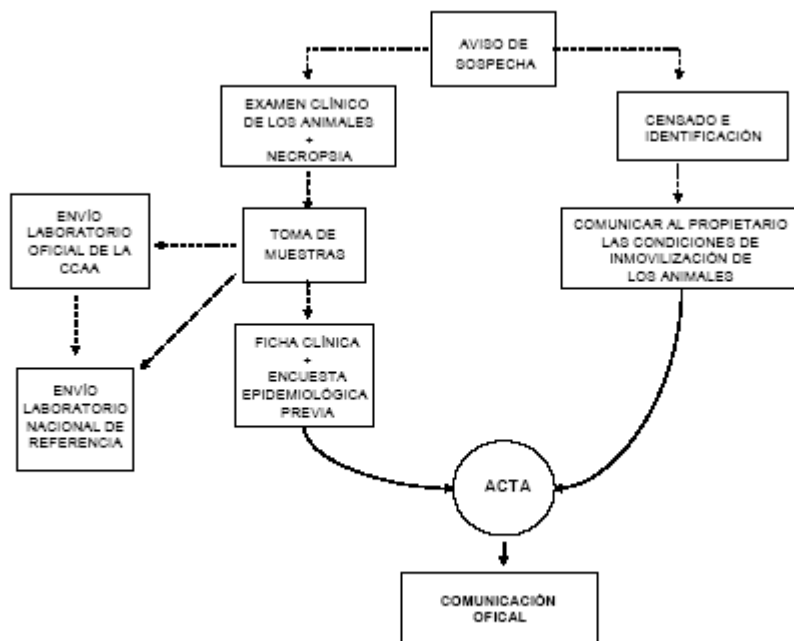 AVISO DE
SOSPECHA
EXAMEN CLÍNICO
DE LOS ANIMALES
+
NECROPSIA
CENSADO E
IDENTIFICACIÓN
ENVÍO
LABORATORIO
OFICIAL DE LA
CCAA
TOMA DE
MUESTRAS
COMUNICAR AL PROPIETARIO
LAS CONDICIONES DE
INMOVILIZACIÓN DE
LOS ANIMALES
FICHA CLÍNICA
+
ENCUESTA
EPIDEMIOLÓGICA
PREVIA
ENVÍO
LABORATORIO
NACIONAL DE
REFERENCIA
ACTA
COMUNICACIÓN
OFICAL